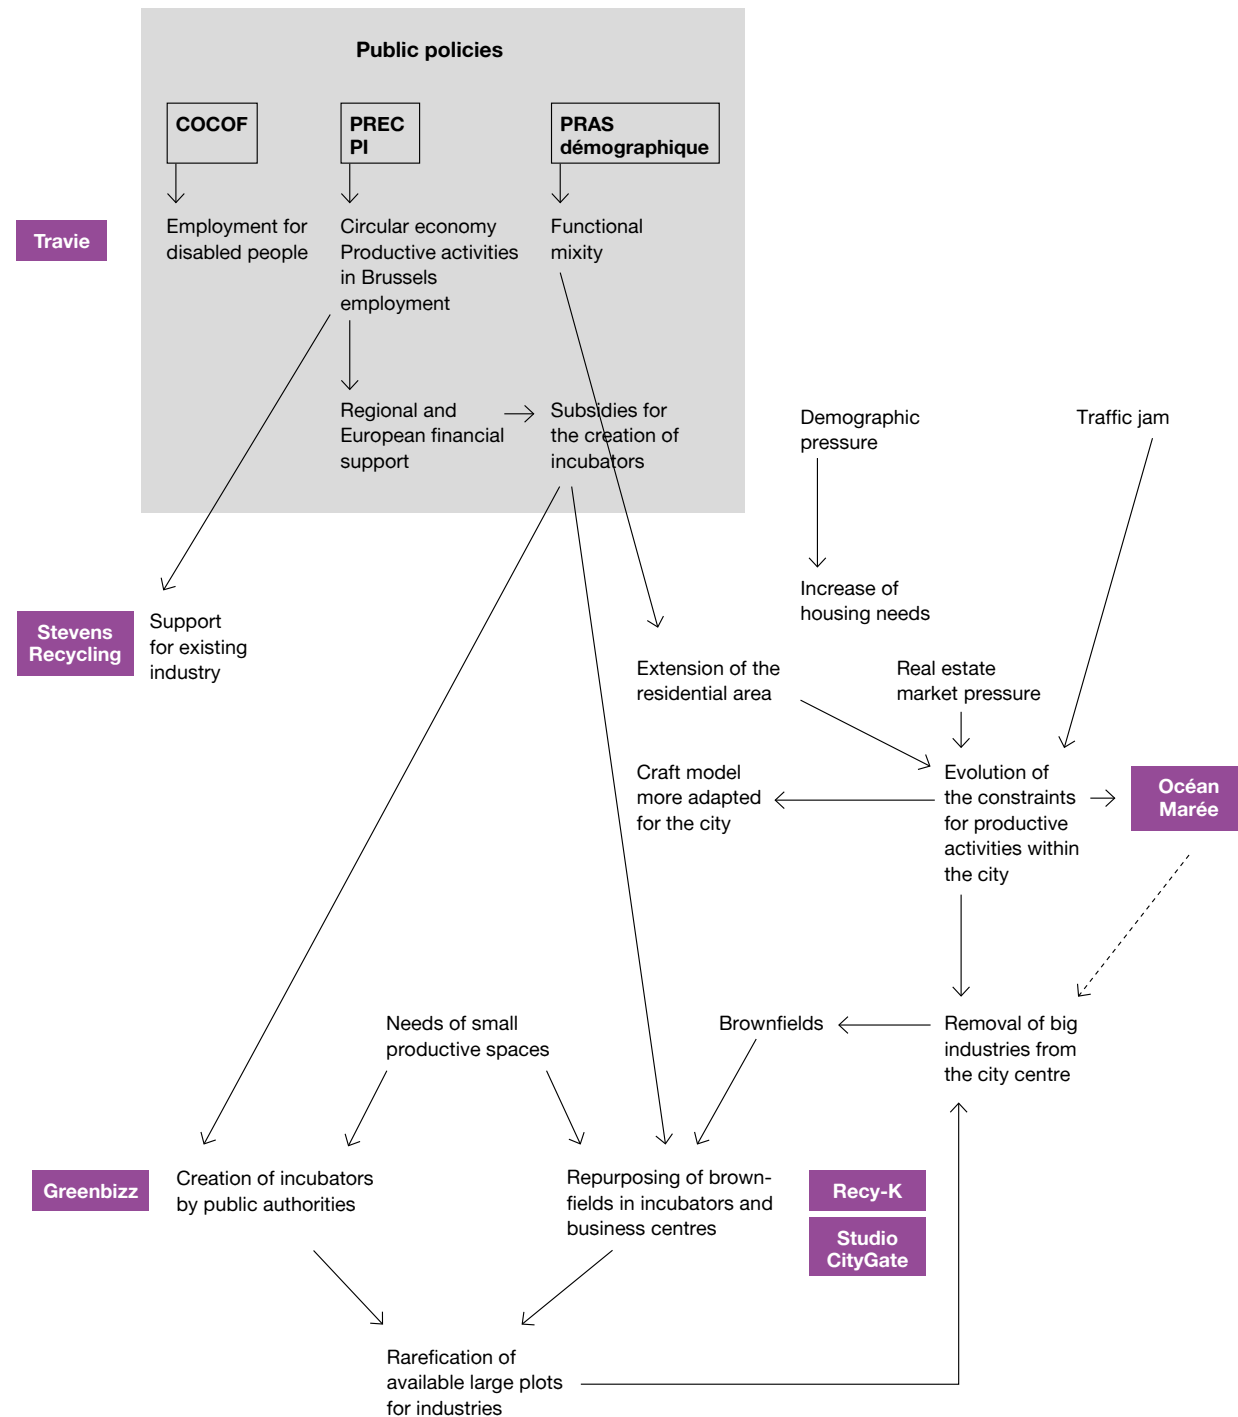 Public policies
COCOF
PREC
PI
PRAS
démographique
Travie
Employment for
disabled people
Circular economy
Productive activities
in Brussels
employment
Functional
mixity
Regional and
European financial
support
Subsidies for
the creation of
incubators
Demographic
pressure
Traffic jam
Increase of
housing needs
Stevens
Recycling
Support
for existing
industry
Extension of the
residential area
Real estate
market pressure
Craft model
more adapted
for the city
Evolution of
the constraints
for productive
activities within
the city
Océan
Marée
Needs of small
productive spaces
Brownfields
Removal of big
industries from
the city centre
Greenbizz
Creation of incubators
by public authorities
Repurposing of brown-
fields in incubators and
business centres
Recy-K
Studio
CityGate
Rarefication of
available large plots
for industries